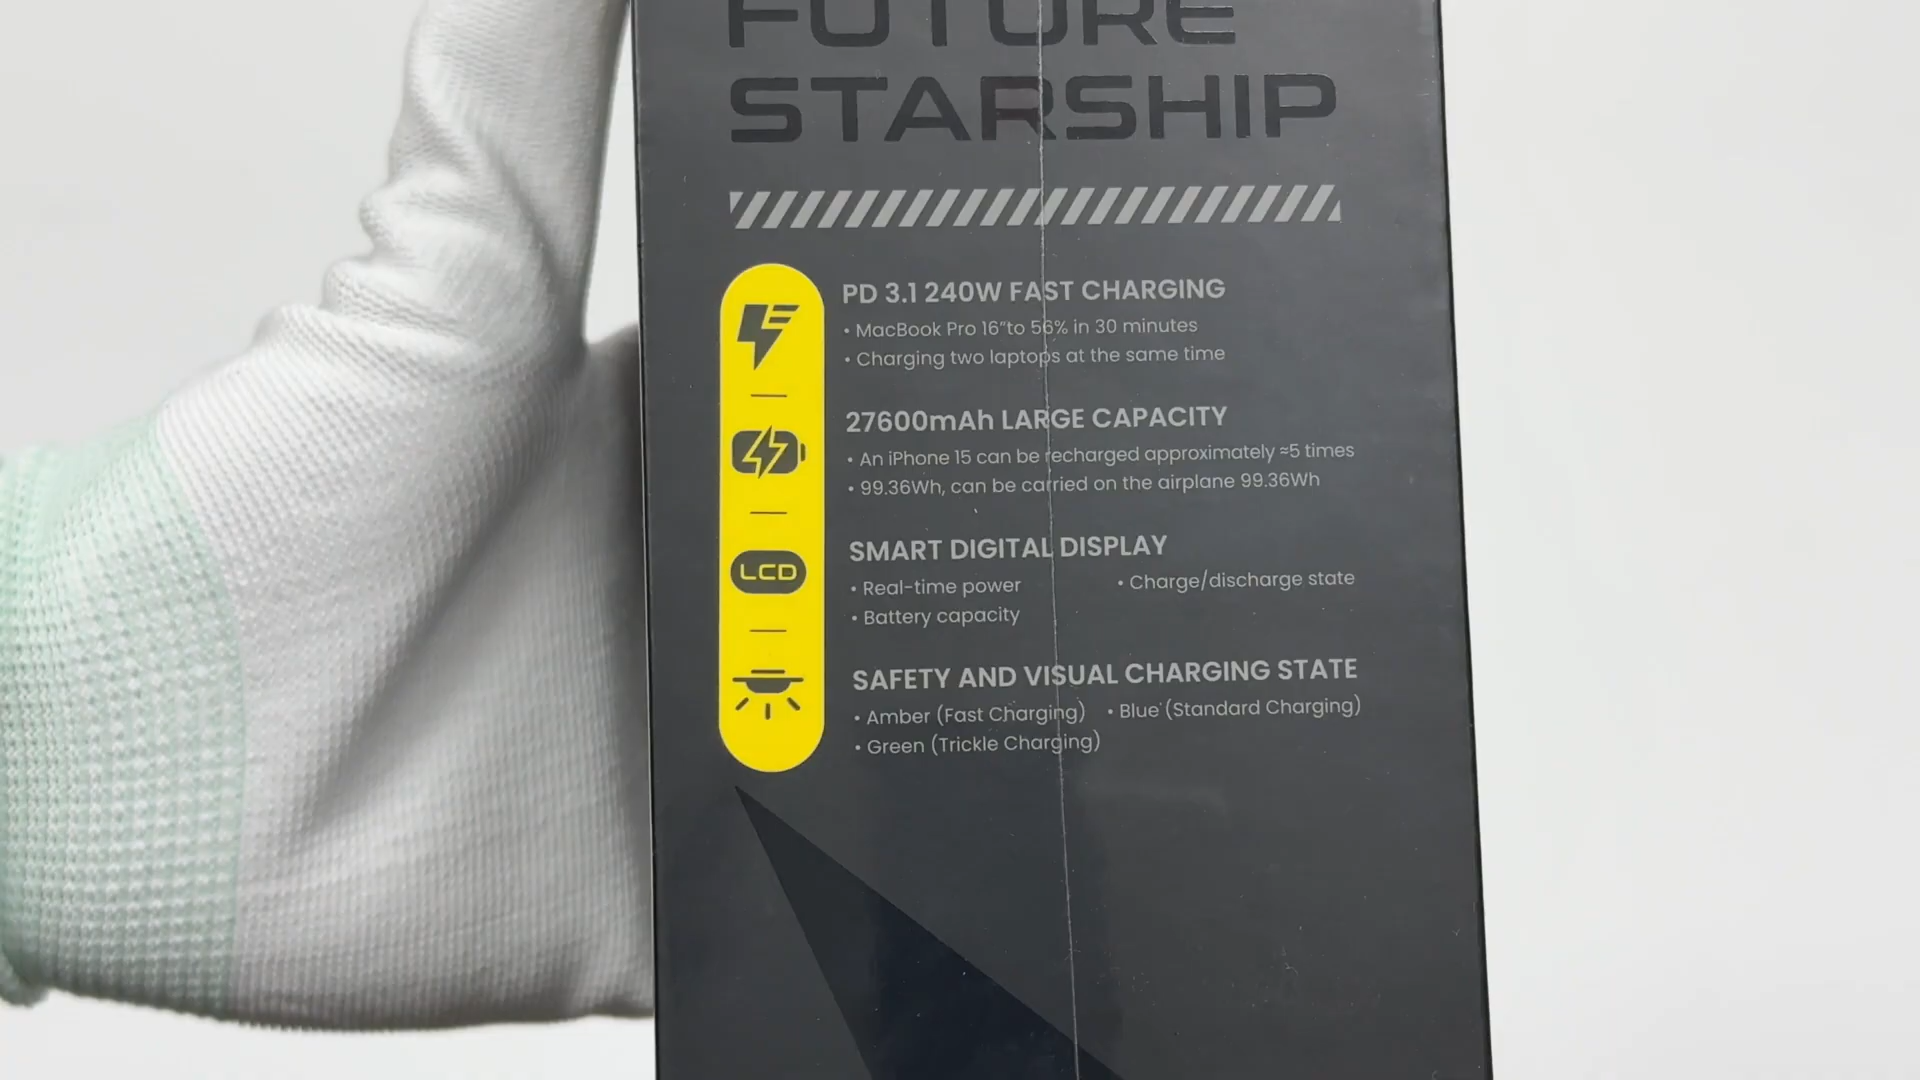 FUTURE
STARSHIP
PD 3.1 240W FAST CHARGING
• MacBook Pro 16"to 56% in 30 minutes
• Charging two laptops at the same time
27600mAh LARGE CAPACITY
• An iPhone 15 can be recharged approximately ≈5 times
• 99.36Wh, can be carried on the airplane 99.36Wh
LCD
SMART DIGITAL DISPLAY
• Real-time power • Charge/discharge state
• Battery capacity
SAFETY AND VISUAL CHARGING STATE
• Amber (Fast Charging) • Blue (Standard Charging)
• Green (Trickle Charging)